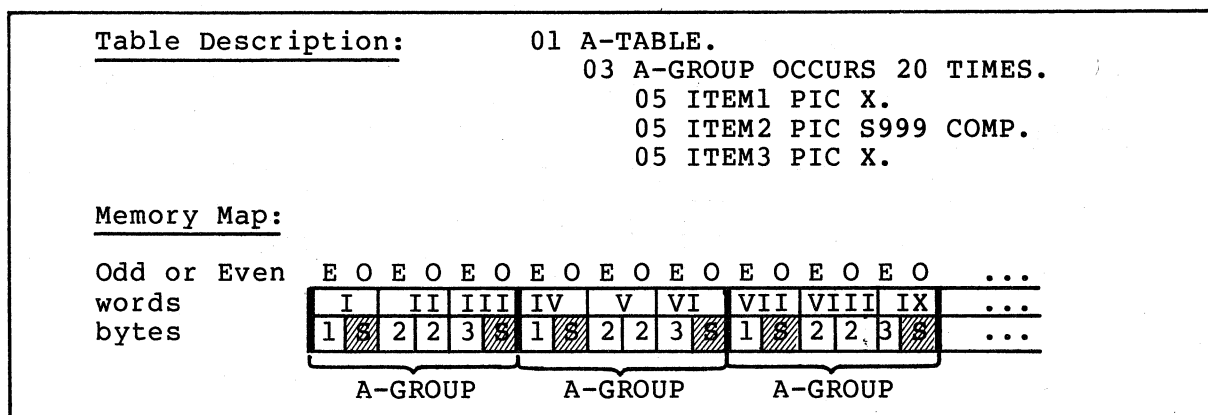 Table Description: 01 A-TABLE.
03 A-GROUP OCCURS 20 TIMES.
05 ITEM1 PIC X.
05 ITEM2 PIC S999 COMP.
05 ITEM3 PIC X.
Memory Map:
Odd or Even E O E O E O E O E O E O E O E O E O ...
words I II III IV V VI VII VIII IX ...
bytes 1 S 2 2 3 S 1 S 2 2 3 S 1 S 2 2 3 S ...
A-GROUP A-GROUP A-GROUP